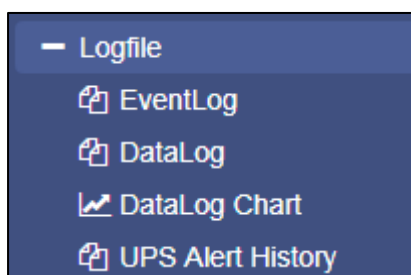 Logfile
EventLog
DataLog
DataLog Chart
UPS Alert History